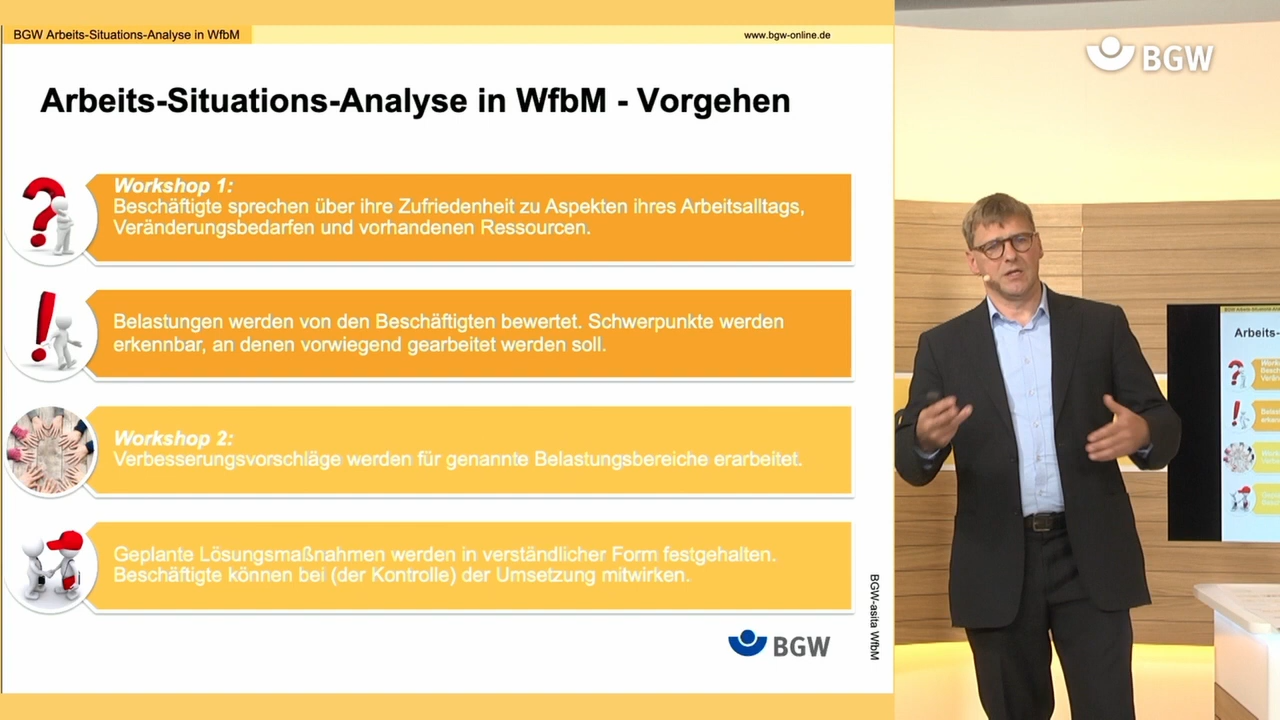 BGW Arbeits-Situations-Analyse in WfbM
www.bgw-online.de
BGW
Arbeits-Situations-Analyse in WfbM - Vorgehen
Workshop 1:
Beschäftigte sprechen über ihre Zufriedenheit zu Aspekten ihres Arbeitsalltags,
Veränderungsbedarfen und vorhandenen Ressourcen.
Belastungen werden von den Beschäftigten bewertet. Schwerpunkte werden
erkennbar, an denen vorwiegend gearbeitet werden soll.
Workshop 2:
Verbesserungsvorschläge werden für genannte Belastungsbereiche erarbeitet.
Geplante Lösungsmaßnahmen werden in verständlicher Form festgehalten.
Beschäftigte können bei (der Kontrolle) der Umsetzung mitwirken.
BGW
BGW-asita WfbM
Arbeits-